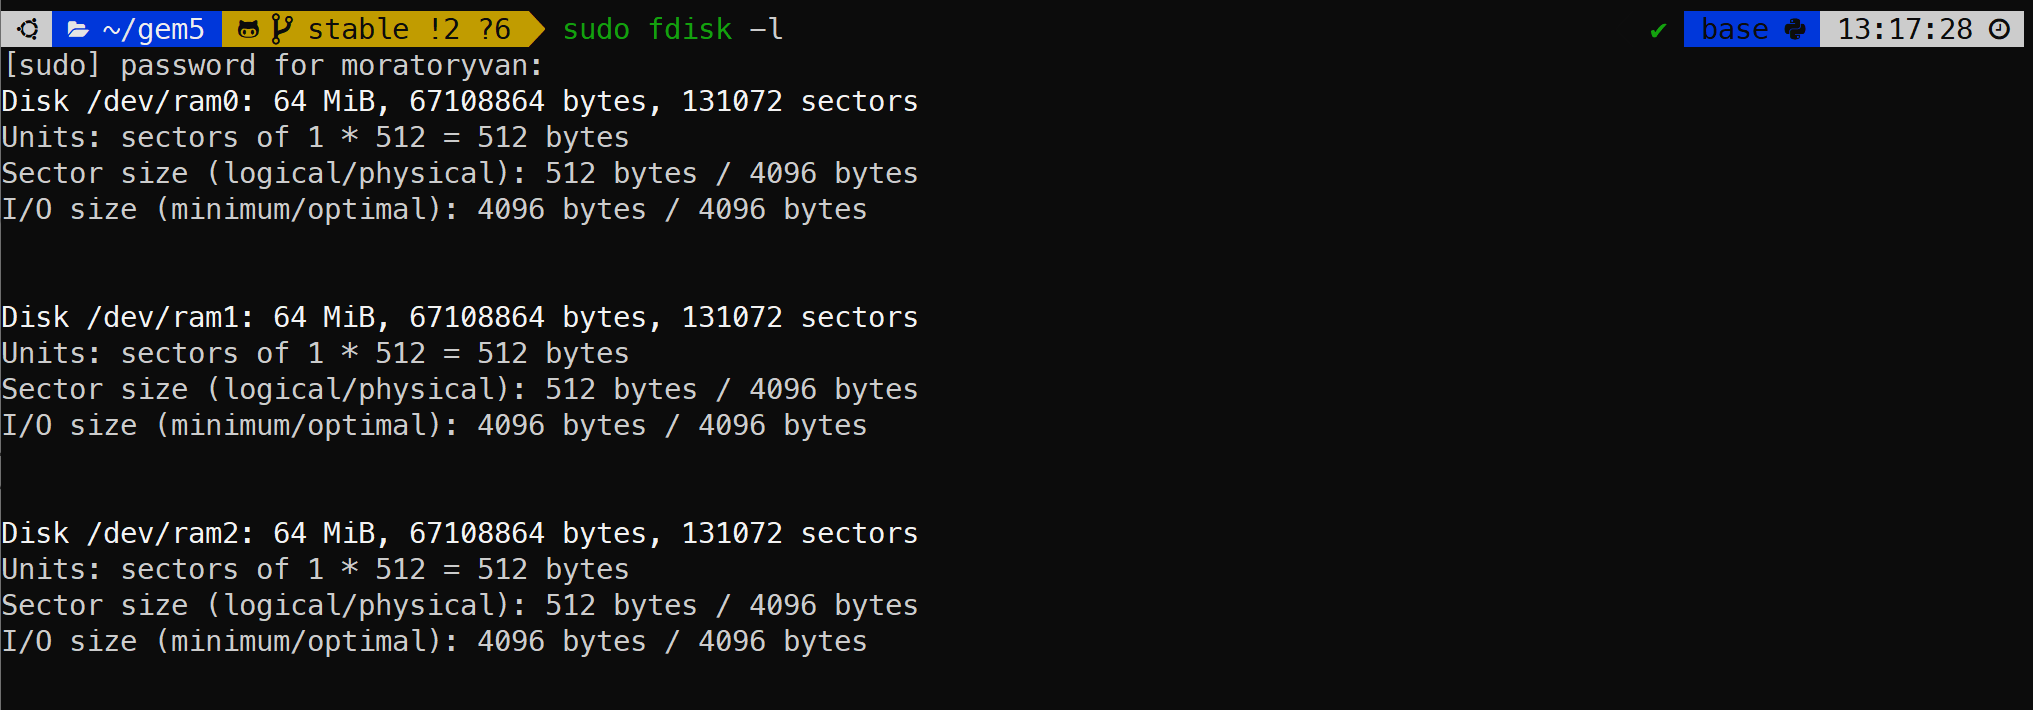 ~/gem5 stable !2 ?6 sudo fdisk -l ✔ base 13:17:28
[sudo] password for moratoryvan:
Disk /dev/ram0: 64 MiB, 67108864 bytes, 131072 sectors
Units: sectors of 1 * 512 = 512 bytes
Sector size (logical/physical): 512 bytes / 4096 bytes
I/O size (minimum/optimal): 4096 bytes / 4096 bytes
Disk /dev/ram1: 64 MiB, 67108864 bytes, 131072 sectors
Units: sectors of 1 * 512 = 512 bytes
Sector size (logical/physical): 512 bytes / 4096 bytes
I/O size (minimum/optimal): 4096 bytes / 4096 bytes
Disk /dev/ram2: 64 MiB, 67108864 bytes, 131072 sectors
Units: sectors of 1 * 512 = 512 bytes
Sector size (logical/physical): 512 bytes / 4096 bytes
I/O size (minimum/optimal): 4096 bytes / 4096 bytes